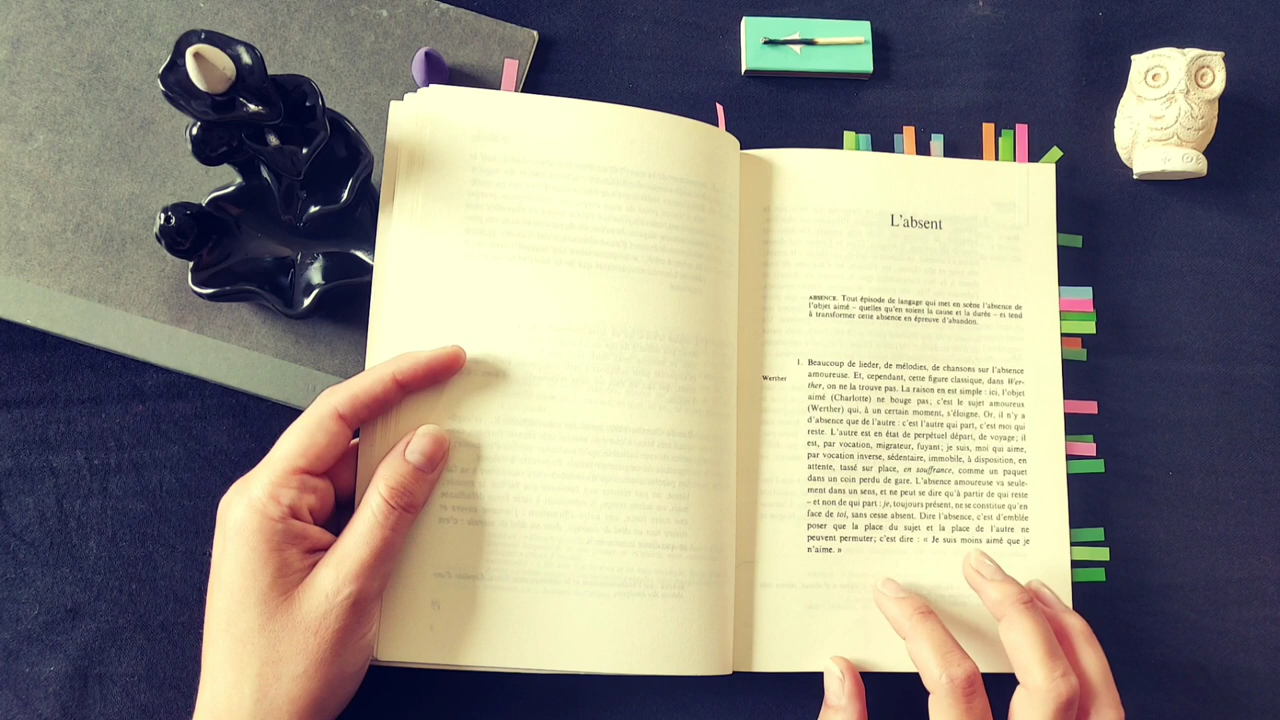 L'absent
ABSENCE. Tout épisode de langage qui met en scène l'absence de
l'objet aimé – quelles qu'en soient la cause et la durée – et tend
à transformer cette absence en épreuve d'abandon.
1. Beaucoup de lieder, de mélodies, de chansons sur l'absence
amoureuse. Et, cependant, cette figure classique, dans Wer-
Werther
ther, on ne la trouve pas. La raison en est simple : ici, l'objet
aimé (Charlotte) ne bouge pas; c'est le sujet amoureux
(Werther) qui, à un certain moment, s'éloigne. Or, il n'y a
d'absence que de l'autre : c'est l'autre qui part, c'est moi qui
reste. L'autre est en état de perpétuel départ, de voyage; il
est, par vocation, migrateur, fuyant; je suis, moi qui aime,
par vocation inverse, sédentaire, immobile, à disposition, en
attente, tassé sur place, en souffrance, comme un paquet
dans un coin perdu de gare. L'absence amoureuse va seule-
ment dans un sens, et ne peut se dire qu'à partir de qui reste
– et non de qui part : je, toujours présent, ne se constitue qu'en
face de toi, sans cesse absent. Dire l'absence, c'est d'emblée
poser que la place du sujet et la place de l'autre ne
peuvent permuter; c'est dire : « Je suis moins aimé que je
n'aime. »